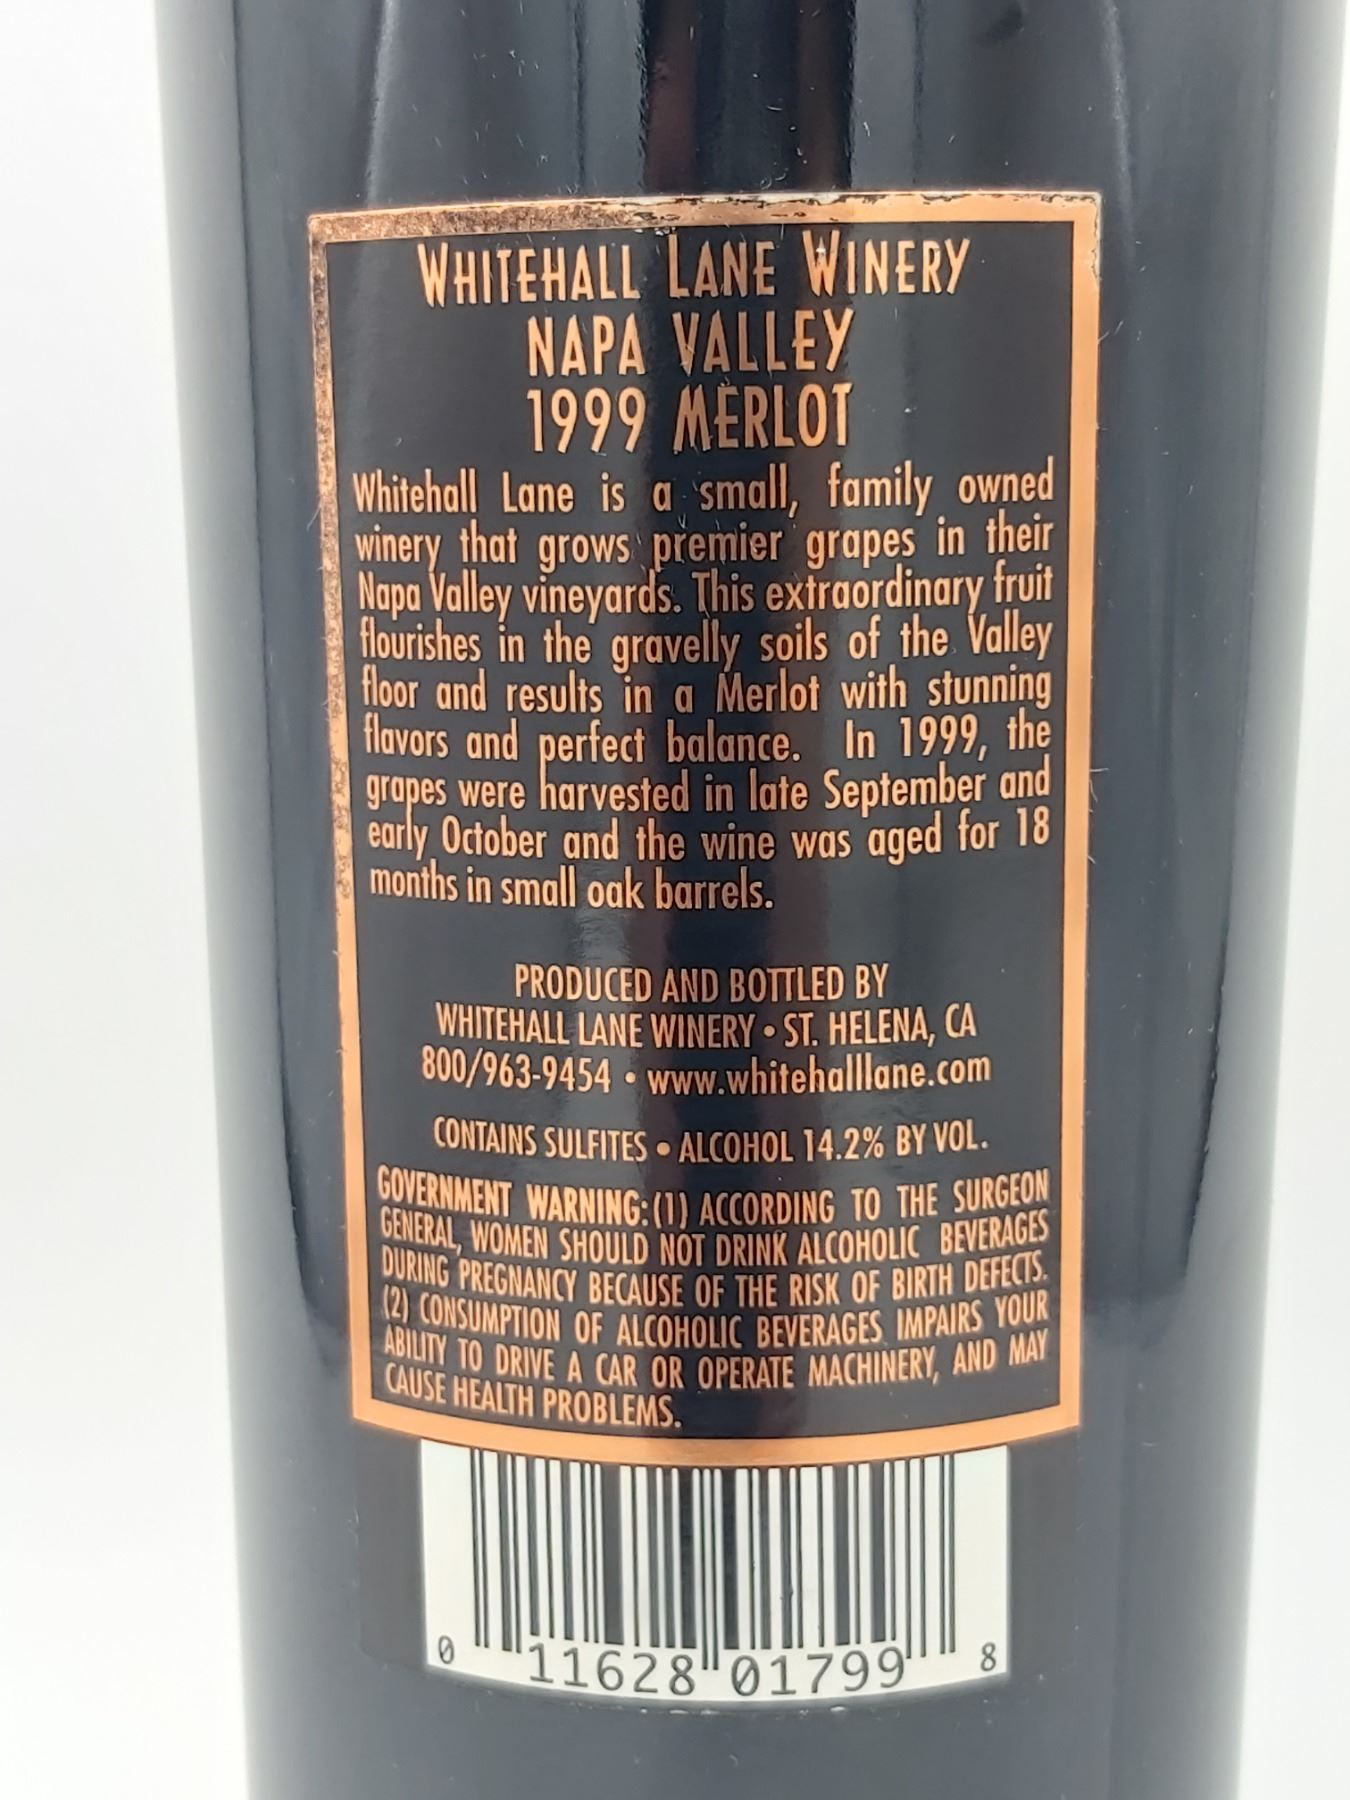 WHITEHALL LANE WINERY
NAPA VALLEY
1999 MERLOT
Whitehall Lane is a small, family owned
winery that grows premier grapes in their
Napa Valley vineyards. This extraordinary fruit
flourishes in the gravelly soils of the Valley
floor and results in a Merlot with stunning
flavors and perfect balance. In 1999, the
grapes were harvested in late September and
early October and the wine was aged for 18
months in small oak barrels.
PRODUCED AND BOTTLED BY
WHITEHALL LANE WINERY • ST. HELENA, CA
800/963-9454 • www.whitehalllane.com
CONTAINS SULFITES • ALCOHOL 14.2% BY VOL.
GOVERNMENT WARNING: (1) ACCORDING TO THE SURGEON
GENERAL, WOMEN SHOULD NOT DRINK ALCOHOLIC BEVERAGES
DURING PREGNANCY BECAUSE OF THE RISK OF BIRTH DEFECTS.
(2) CONSUMPTION OF ALCOHOLIC BEVERAGES IMPAIRS YOUR
ABILITY TO DRIVE A CAR OR OPERATE MACHINERY, AND MAY
CAUSE HEALTH PROBLEMS.
0 11628 01799 8